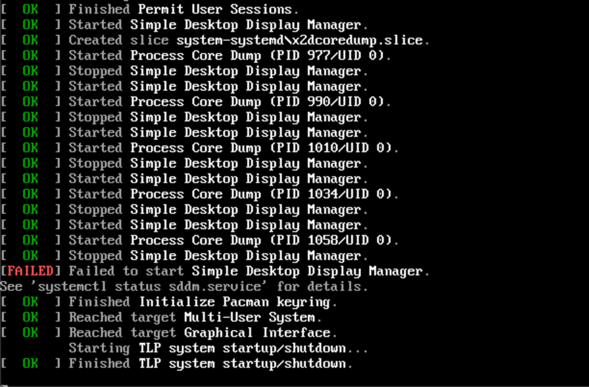 [  OK  ] Finished Permit User Sessions.
[  OK  ] Started Simple Desktop Display Manager.
[  OK  ] Created slice system-systemd\x2dcoredump.slice.
[  OK  ] Started Process Core Dump (PID 977/UID 0).
[  OK  ] Stopped Simple Desktop Display Manager.
[  OK  ] Started Simple Desktop Display Manager.
[  OK  ] Started Process Core Dump (PID 990/UID 0).
[  OK  ] Stopped Simple Desktop Display Manager.
[  OK  ] Started Simple Desktop Display Manager.
[  OK  ] Started Process Core Dump (PID 1010/UID 0).
[  OK  ] Stopped Simple Desktop Display Manager.
[  OK  ] Started Simple Desktop Display Manager.
[  OK  ] Started Process Core Dump (PID 1034/UID 0).
[  OK  ] Stopped Simple Desktop Display Manager.
[  OK  ] Started Simple Desktop Display Manager.
[  OK  ] Started Process Core Dump (PID 1058/UID 0).
[  OK  ] Stopped Simple Desktop Display Manager.
[FAILED] Failed to start Simple Desktop Display Manager.
See 'systemctl status sddm.service' for details.
[  OK  ] Finished Initialize Pacman keyring.
[  OK  ] Reached target Multi-User System.
[  OK  ] Reached target Graphical Interface.
Starting TLP system startup/shutdown...
[  OK  ] Finished TLP system startup/shutdown.